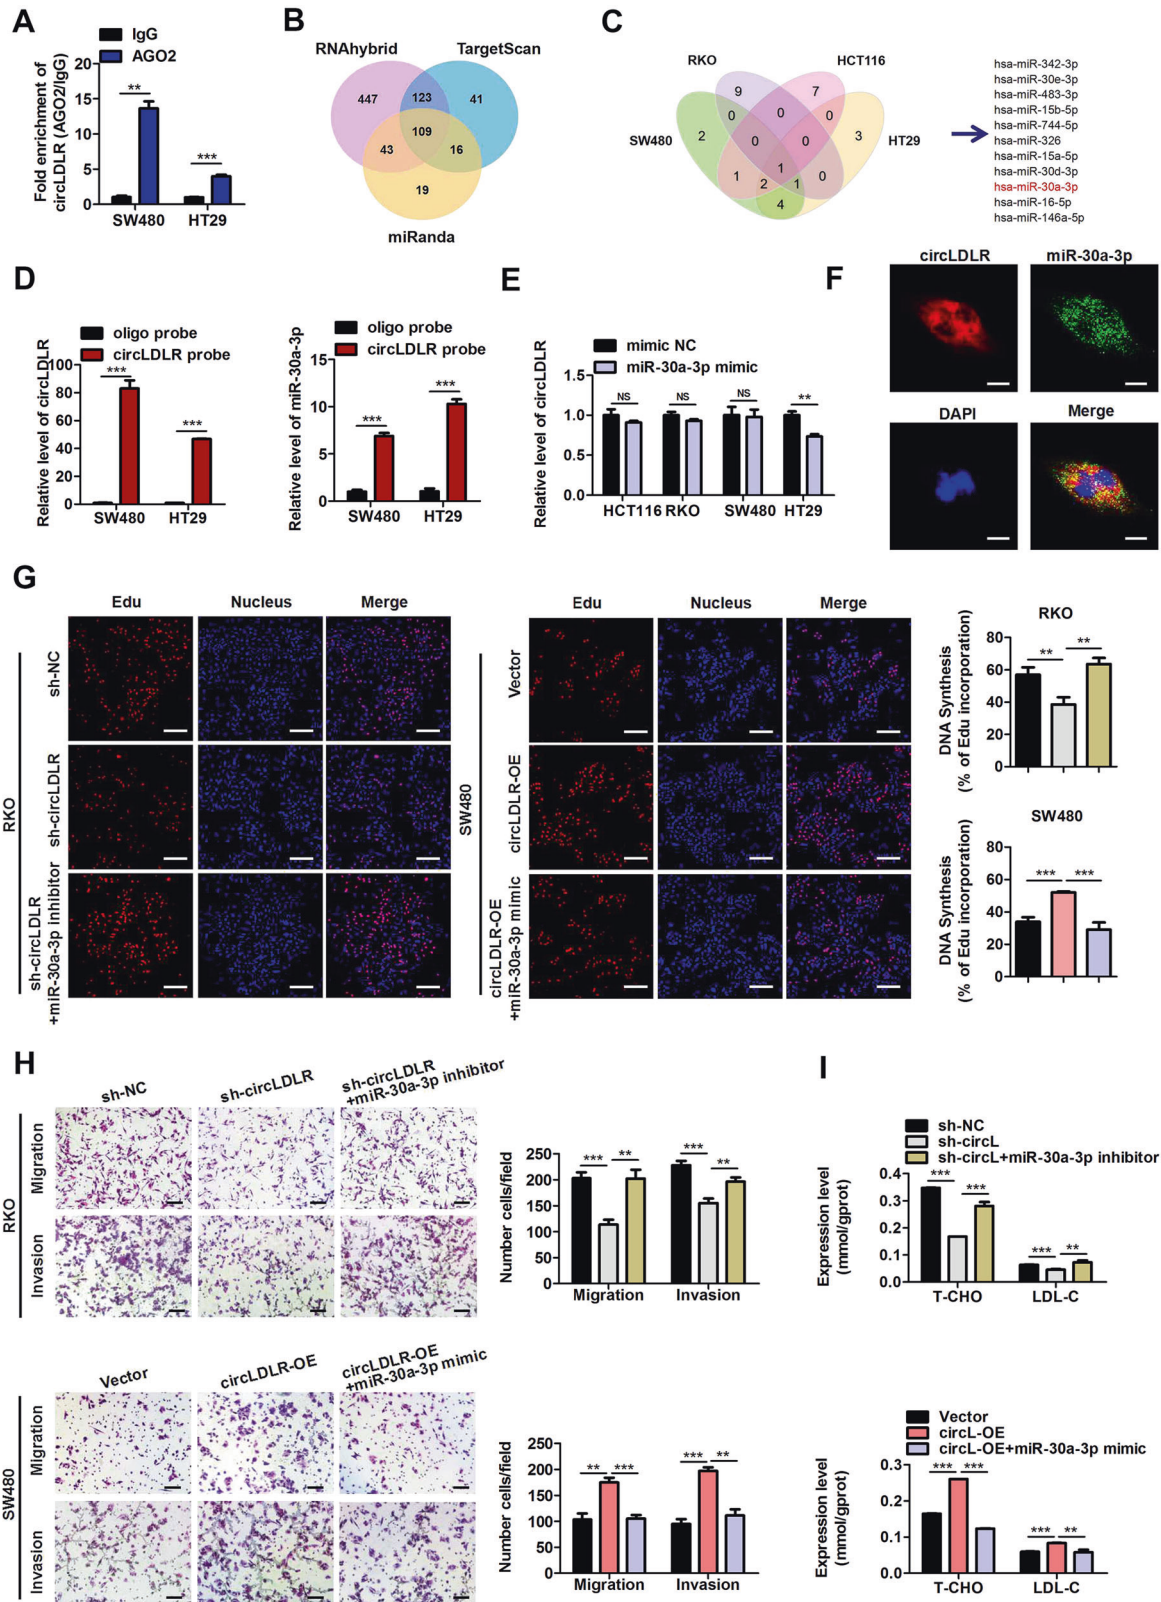 A
IgG
AGO2
Fold enrichment of
circLDLR (AGO2/IgG)
20
15
10
5
0
**
***
SW480
HT29
B
RNAhybrid
TargetScan
447
123
41
109
43
16
19
miRanda
C
RKO
HCT116
SW480
HT29
9
7
2
0
0
0
3
0
0
1
1
0
2
1
4
hsa-miR-342-3p
hsa-miR-30e-3p
hsa-miR-483-3p
hsa-miR-15b-5p
hsa-miR-744-5p
hsa-miR-326
hsa-miR-15a-5p
hsa-miR-30d-3p
hsa-miR-30a-3p
hsa-miR-16-5p
hsa-miR-146a-5p
D
oligo probe
circLDLR probe
Relative level of circLDLR
100
80
60
40
20
0
***
***
SW480
HT29
oligo probe
circLDLR probe
Relative level of miR-30a-3p
15
10
5
0
***
***
SW480
HT29
E
mimic NC
miR-30a-3p mimic
Relative level of circLDLR
1.5
1.0
0.5
0.0
NS
NS
NS
**
HCT116
RKO
SW480
HT29
F
circLDLR
miR-30a-3p
DAPI
Merge
G
Edu
Nucleus
Merge
RKO
sh-NC
sh-circLDLR
sh-circLDLR
+miR-30a-3p inhibitor
Edu
Nucleus
Merge
SW480
Vector
circLDLR-OE
circLDLR-OE
+miR-30a-3p mimic
RKO
DNA Synthesis
(% of Edu incorporation)
80
60
40
20
0
**
**
SW480
DNA Synthesis
(% of Edu incorporation)
80
60
40
20
0
***
***
H
sh-NC
sh-circLDLR
sh-circLDLR
+miR-30a-3p inhibitor
RKO
Migration
Invasion
Number cells/field
250
200
150
100
50
0
***
**
***
**
Migration
Invasion
Vector
circLDLR-OE
circLDLR-OE
+miR-30a-3p mimic
SW480
Migration
Invasion
Number cells/field
250
200
150
100
50
0
**
***
***
**
Migration
Invasion
I
sh-NC
sh-circL
sh-circL+miR-30a-3p inhibitor
Expression level
(mmol/gprot)
0.4
0.3
0.2
0.1
0.0
***
***
***
**
T-CHO
LDL-C
Vector
circL-OE
circL-OE+miR-30a-3p mimic
Expression level
(mmol/gprot)
0.3
0.2
0.1
0.0
***
***
***
**
T-CHO
LDL-C